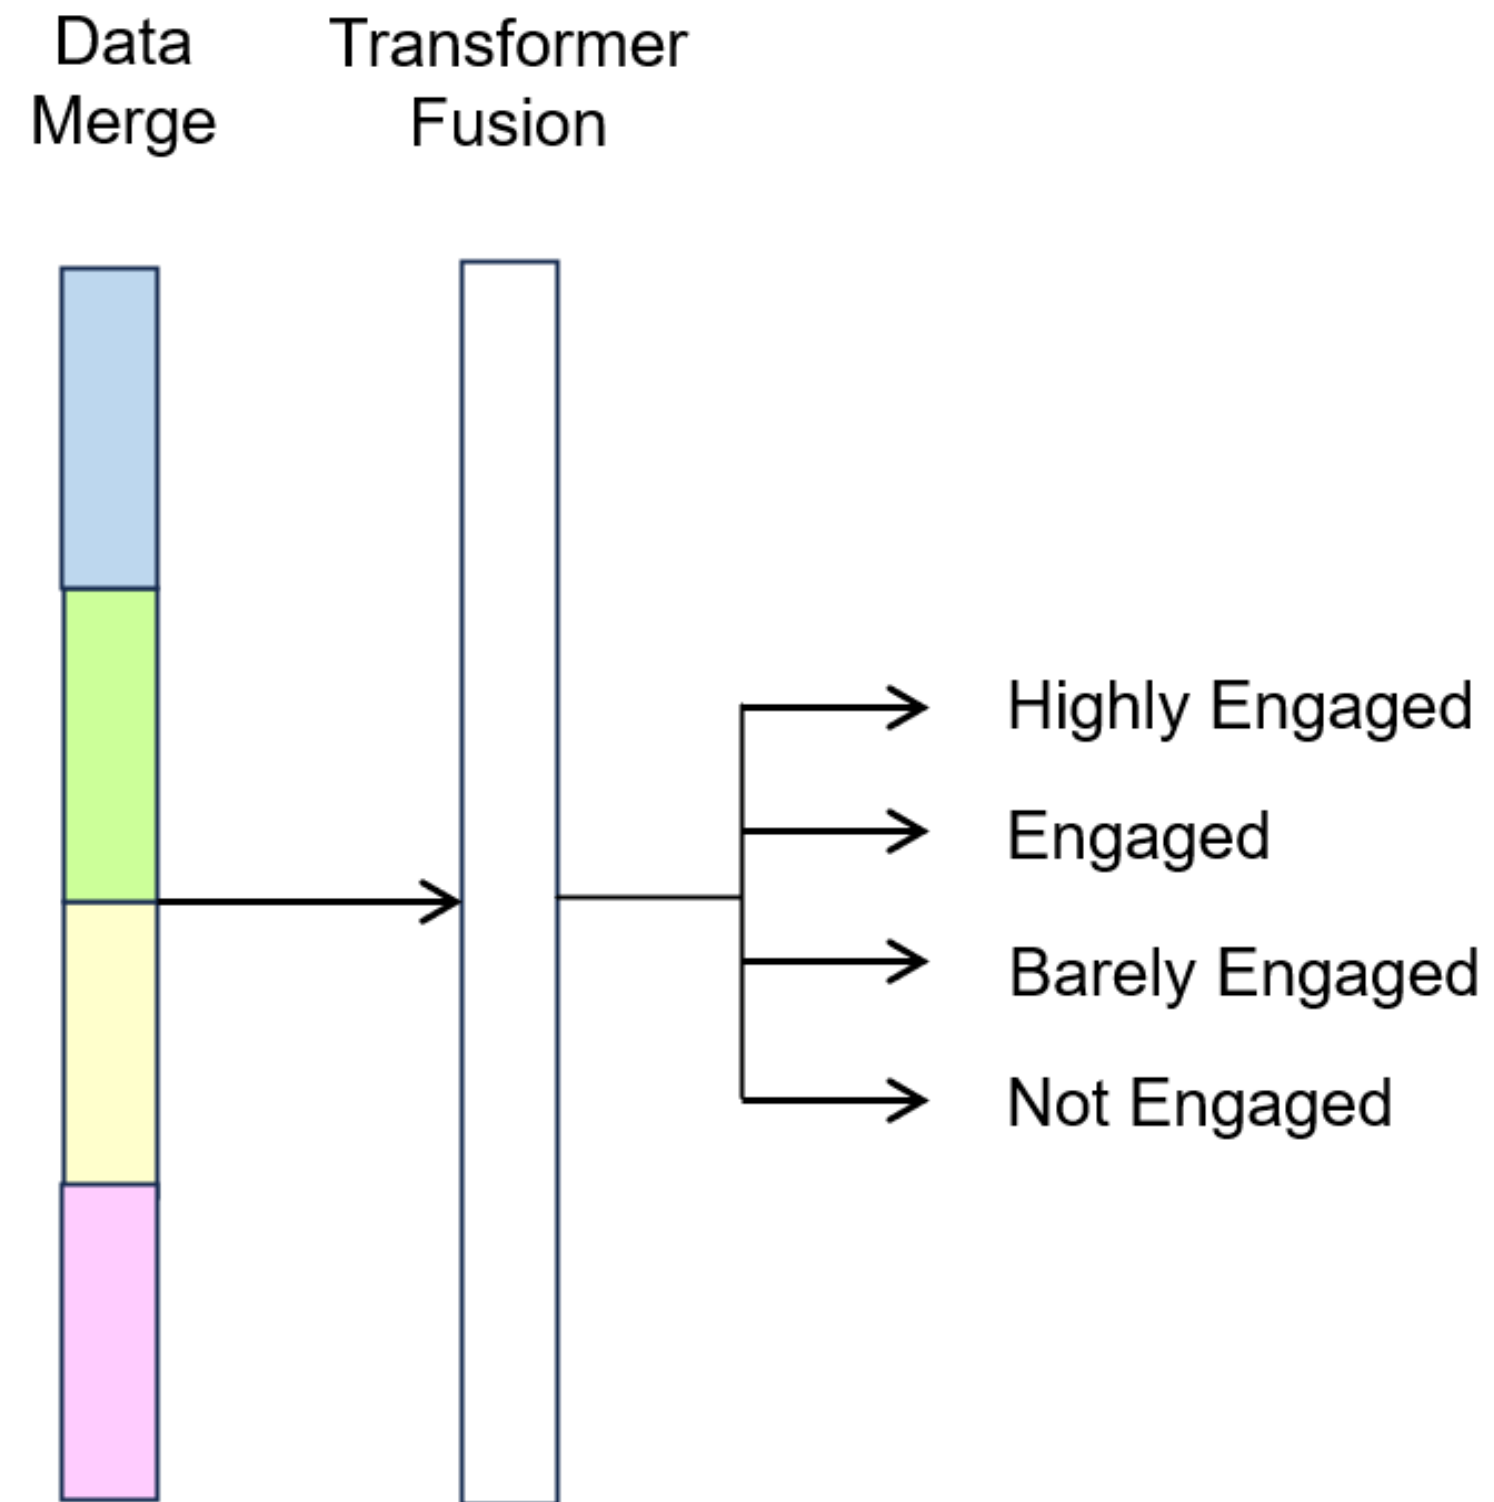 Data
Merge
Transformer
Fusion
Highly Engaged
Engaged
Barely Engaged
Not Engaged